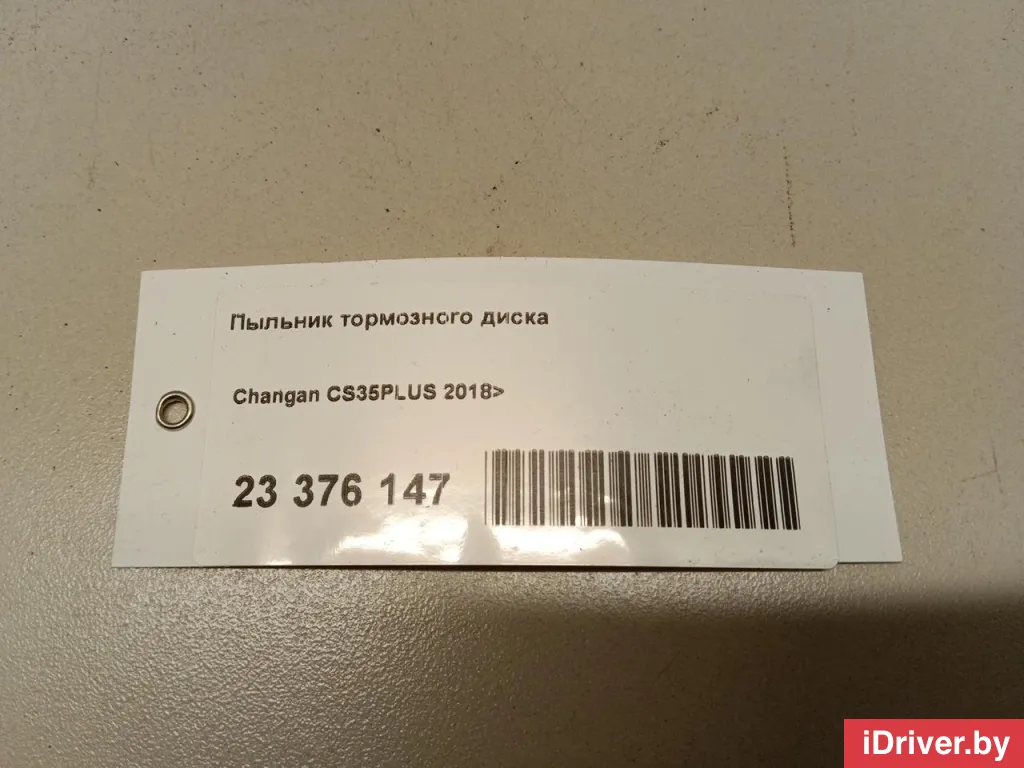 Пыльник тормозного диска
Changan CS35PLUS 2018>
23 376 147
iDriver.by